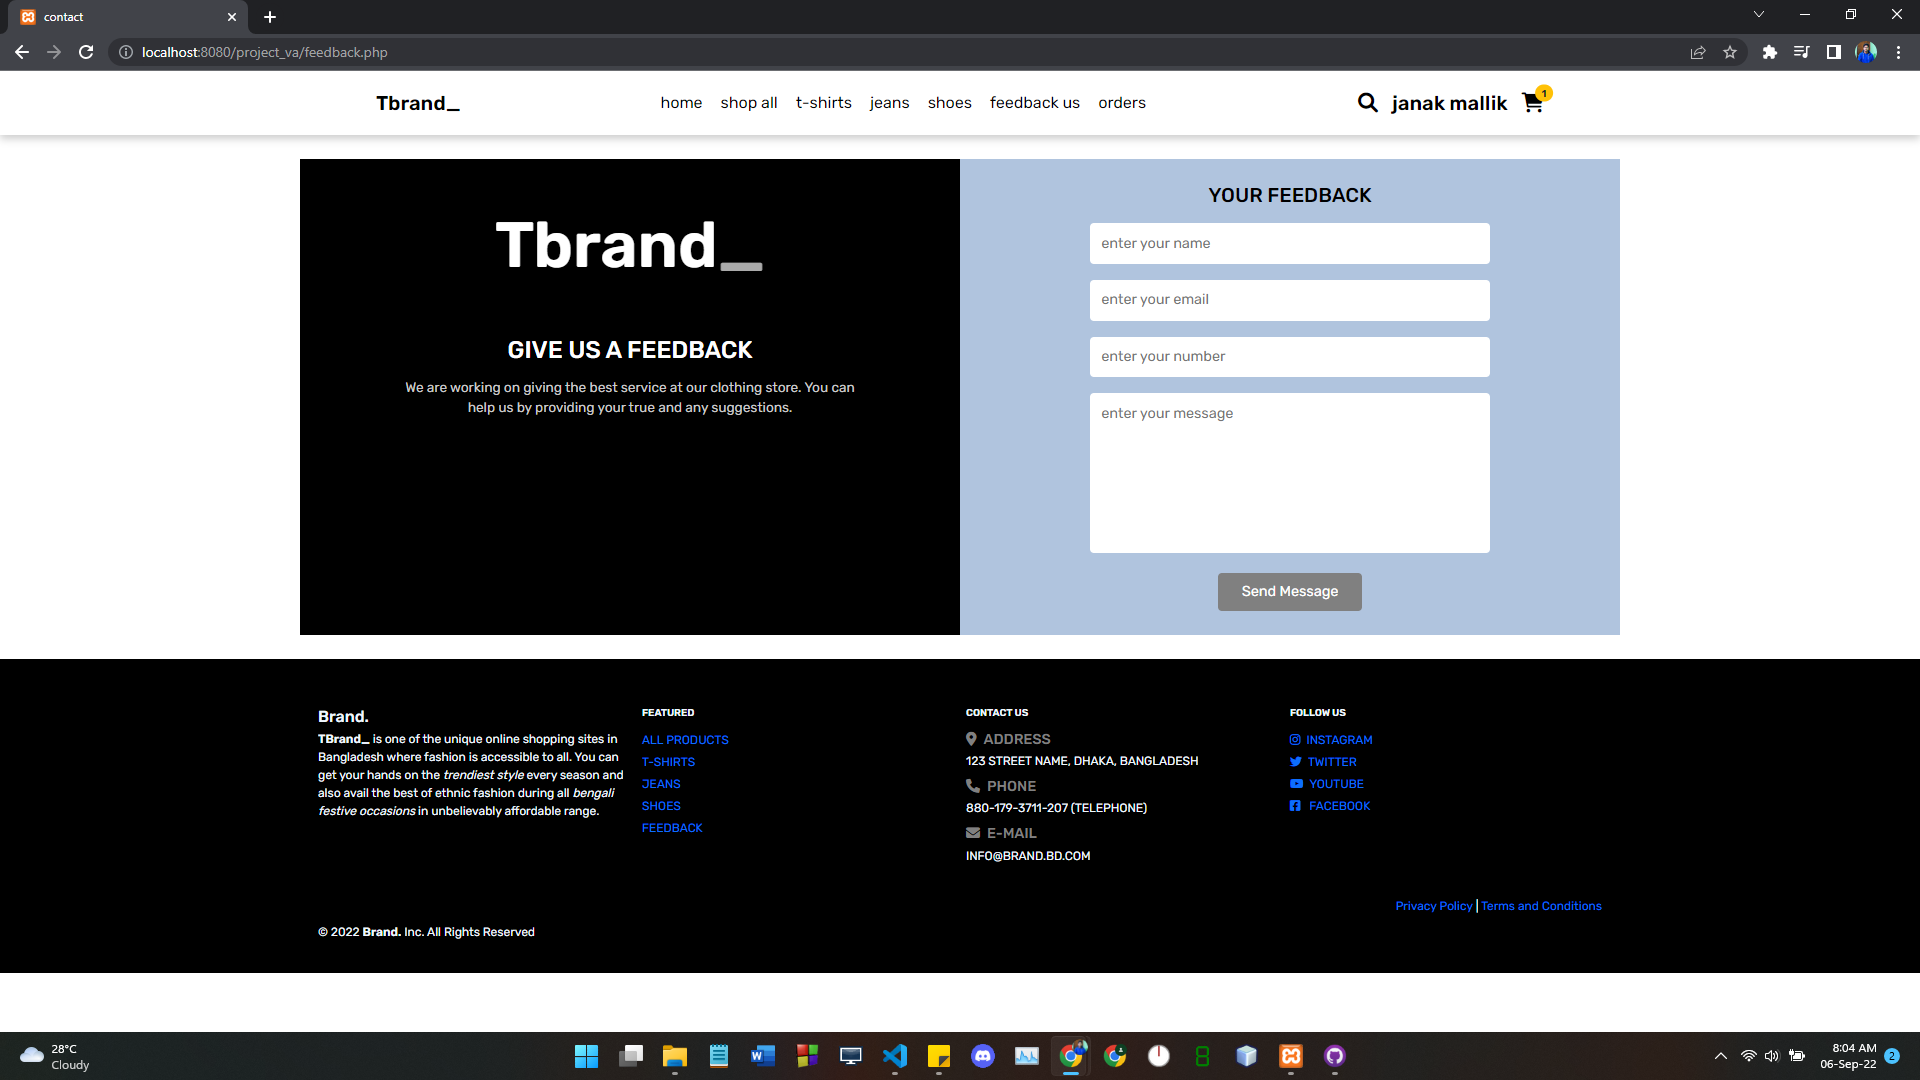 contact
localhost:8080/project_va/feedback.php
Tbrand_
home shop all t-shirts jeans shoes feedback us orders
janak mallik
1
Tbrand_
GIVE US A FEEDBACK
We are working on giving the best service at our clothing store. You can
help us by providing your true and any suggestions.
YOUR FEEDBACK
enter your name
enter your email
enter your number
enter your message
Send Message
Brand.
TBrand_ is one of the unique online shopping sites in
Bangladesh where fashion is accessible to all. You can
get your hands on the trendiest style every season and
also avail the best of ethnic fashion during all bengali
festive occasions in unbelievably affordable range.
FEATURED
ALL PRODUCTS
T-SHIRTS
JEANS
SHOES
FEEDBACK
CONTACT US
ADDRESS
123 STREET NAME, DHAKA, BANGLADESH
PHONE
880-179-3711-207 (TELEPHONE)
E-MAIL
INFO@BRAND.BD.COM
FOLLOW US
INSTAGRAM
TWITTER
YOUTUBE
FACEBOOK
Privacy Policy | Terms and Conditions
© 2022 Brand. Inc. All Rights Reserved
28°C
Cloudy
8:04 AM
06-Sep-22
2